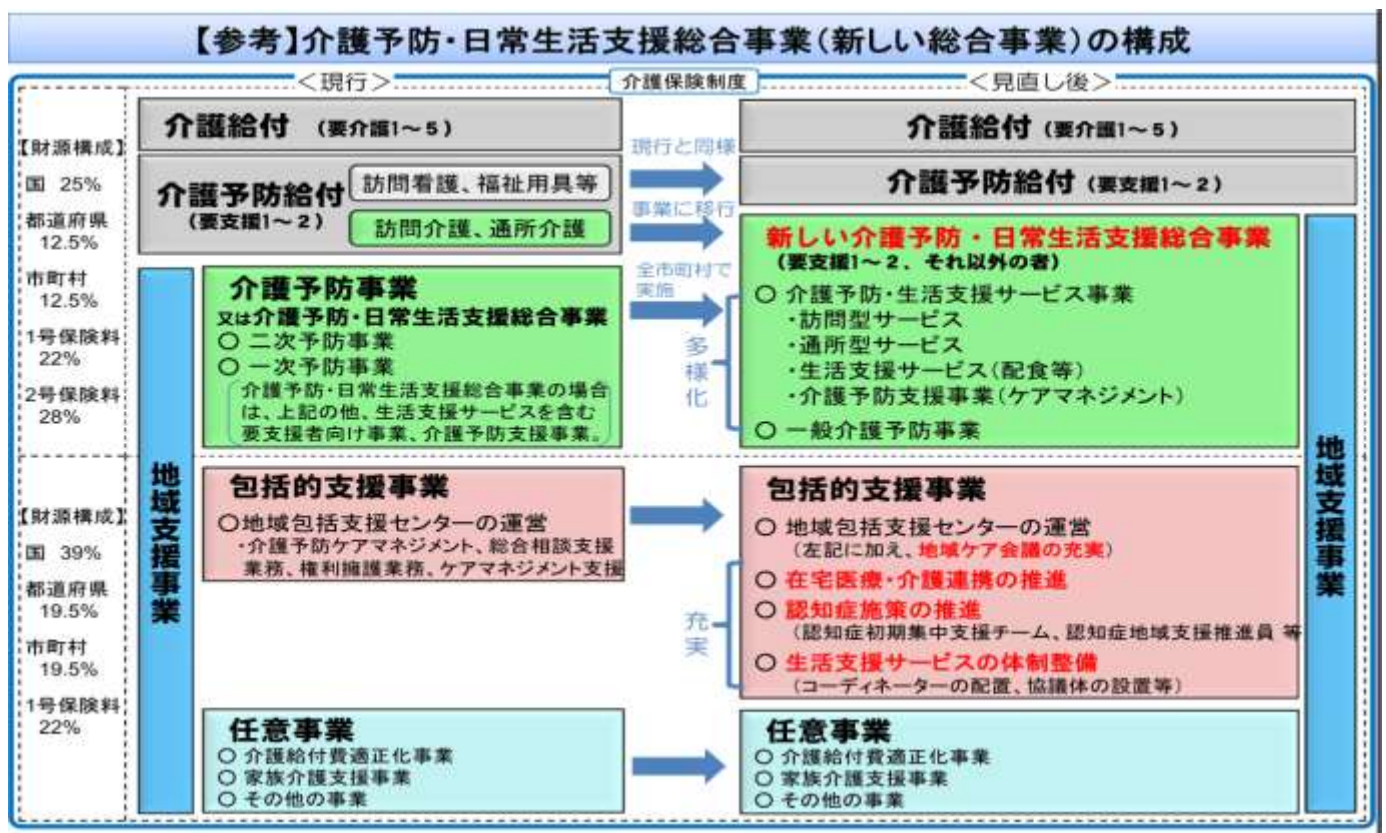 【参考】介護予防・日常生活支援総合事業(新しい総合事業)の構成
<現行>
介護保険制度
<見直し後>
【財源構成】
国 25%
都道府県
12.5%
市町村
12.5%
1号保険料
22%
2号保険料
28%
【財源構成】
国 39%
都道府県
19.5%
市町村
19.5%
1号保険料
22%
介護給付 (要介護1~5)
介護予防給付
(要支援1~2)
訪問看護、福祉用具等
訪問介護、通所介護
地域支援事業
介護予防事業
又は介護予防・日常生活支援総合事業
○ 二次予防事業
○ 一次予防事業
介護予防・日常生活支援総合事業の場合
は、上記の他、生活支援サービスを含む
要支援者向け事業、介護予防支援事業。
包括的支援事業
○地域包括支援センターの運営
・介護予防ケアマネジメント、総合相談支援
業務、権利擁護業務、ケアマネジメント支援
任意事業
○ 介護給付費適正化事業
○ 家族介護支援事業
○ その他の事業
現行と同様
事業に移行
全市町村で
実施
多様化
充実
介護給付 (要介護1~5)
介護予防給付 (要支援1~2)
新しい介護予防・日常生活支援総合事業
(要支援1~2、それ以外の者)
○ 介護予防・生活支援サービス事業
・訪問型サービス
・通所型サービス
・生活支援サービス(配食等)
・介護予防支援事業(ケアマネジメント)
○ 一般介護予防事業
包括的支援事業
○ 地域包括支援センターの運営
(左記に加え、地域ケア会議の充実)
○ 在宅医療・介護連携の推進
○ 認知症施策の推進
(認知症初期集中支援チーム、認知症地域支援推進員 等
○ 生活支援サービスの体制整備
(コーディネーターの配置、協議体の設置等)
任意事業
○ 介護給付費適正化事業
○ 家族介護支援事業
○ その他の事業
地域支援事業